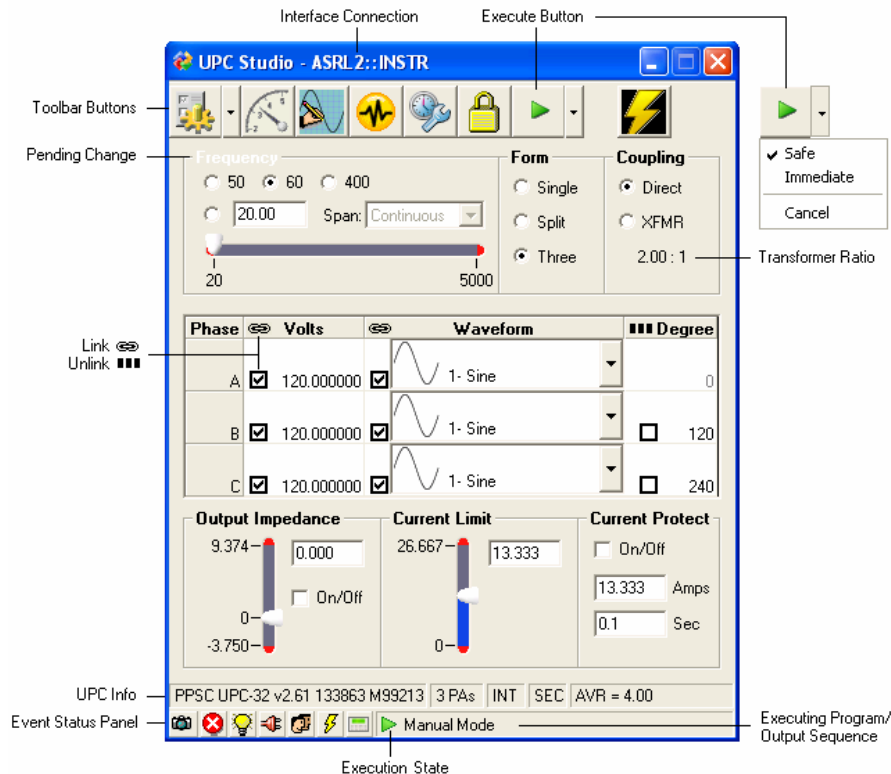 Interface Connection
Execute Button
UPC Studio - ASRL2::INSTR
Toolbar Buttons
Pending Change
Frequency
50 60 400
20.00 Span: Continuous
20 5000
Form
Single
Split
Three
Coupling
Direct
XFMR
2.00 : 1
Safe
Immediate
Cancel
Transformer Ratio
Link
Unlink
Phase Volts Waveform Degree
A 120.000000 1- Sine 0
B 120.000000 1- Sine 120
C 120.000000 1- Sine 240
Output Impedance
9.374
0.000
On/Off
0
-3.750
Current Limit
26.667
13.333
0
Current Protect
On/Off
13.333 Amps
0.1 Sec
UPC Info
PPSC UPC-32 v2.61 133863 M99213 3 PAs INT SEC AVR = 4.00
Event Status Panel
Manual Mode
Executing Program/
Output Sequence
Execution State